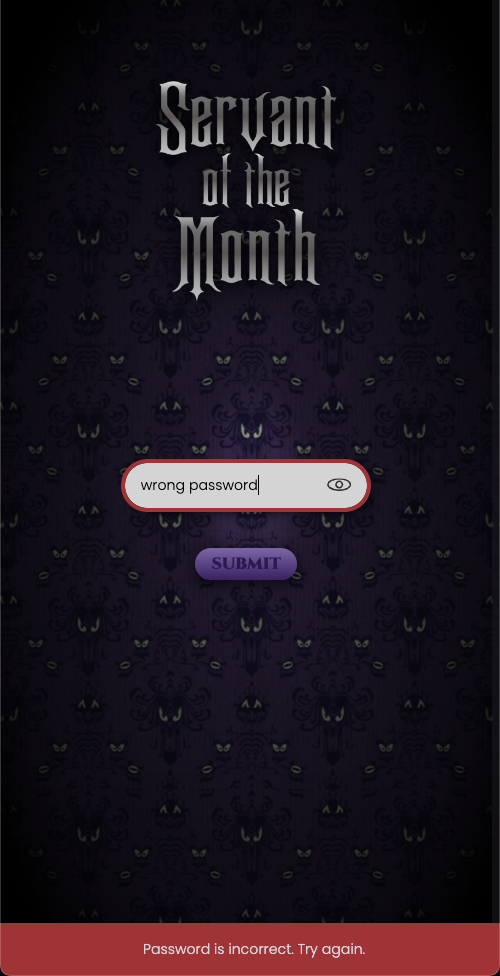 Servant
of the
Month
wrong password
SUBMIT
Password is incorrect. Try again.